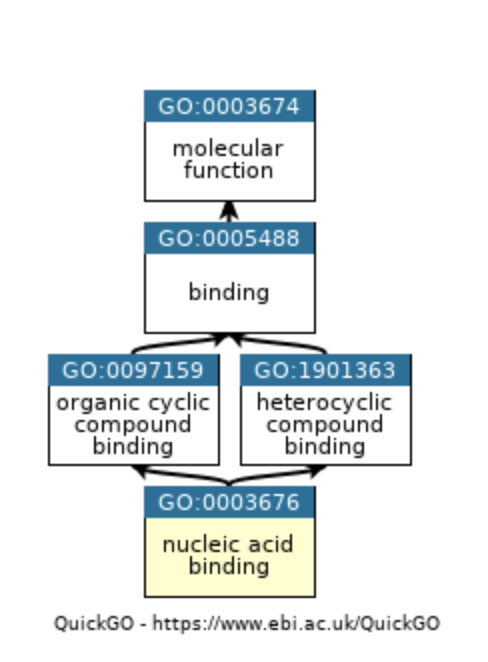 GO:0003674
molecular
function
GO:0005488
binding
GO:0097159
organic cyclic
compound
binding
GO:1901363
heterocyclic
compound
binding
GO:0003676
nucleic acid
binding
QuickGO - https://www.ebi.ac.uk/QuickGO